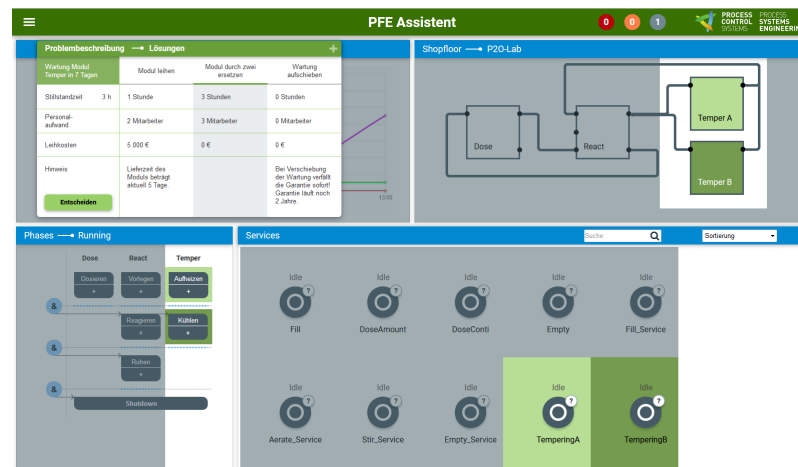 PFE Assistent
0 0 1
PROCESS PROCESS
CONTROL SYSTEMS
SYSTEMS ENGINEERIN
Problembeschreibung Lösungen +
Wartung Modul
Temper in 7 Tagen
Modul leihen
Modul durch zwei
ersetzen
Wartung
aufschieben
Stillstandzeit 3 h 1 Stunde 3 Stunden 0 Stunden
Personal-
aufwand
2 Mitarbeiter 3 Mitarbeiter 0 Mitarbeiter
Leihkosten 5.000 € 0 € 0 €
Hinweis
Lieferzeit des
Moduls beträgt
aktuell 5 Tage.
Bei Verschiebung
der Wartung verfällt
die Garantie sofort!
Garantie läuft noch
2 Jahre.
Entscheiden
13:00
Shopfloor P2O-Lab
Dose
React
Temper A
Temper B
Phases Running
Dose React Temper
Dosieren Vorlegen Aufheizen
+ + +
&
Reagieren Kühlen
+ +
&
Ruhen
+
&
Shutdown
Services
Suche
Sortierung
Idle Idle Idle Idle Idle
? ? ? ? ?
Fill DoseAmount DoseConti Empty Fill_Service
Idle Idle Idle Idle Idle
? ? ? ? ?
Aerate_Service Stir_Service Empty_Service TemperingA TemperingB